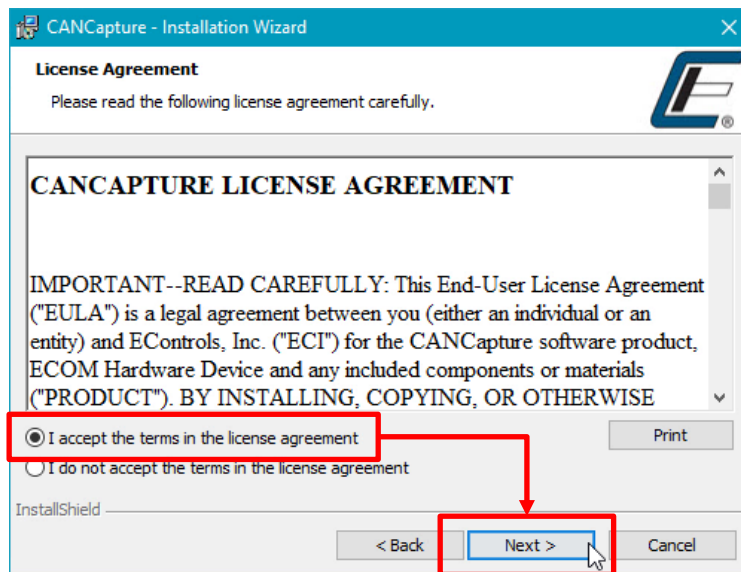 CANCapture - Installation Wizard
License Agreement
Please read the following license agreement carefully.
CANCAPTURE LICENSE AGREEMENT
IMPORTANT--READ CAREFULLY: This End-User License Agreement
("EULA") is a legal agreement between you (either an individual or an
entity) and EControls, Inc. ("ECI") for the CANCapture software product,
ECOM Hardware Device and any included components or materials
("PRODUCT"). BY INSTALLING, COPYING, OR OTHERWISE
I accept the terms in the license agreement
Print
I do not accept the terms in the license agreement
InstallShield
< Back
Next >
Cancel